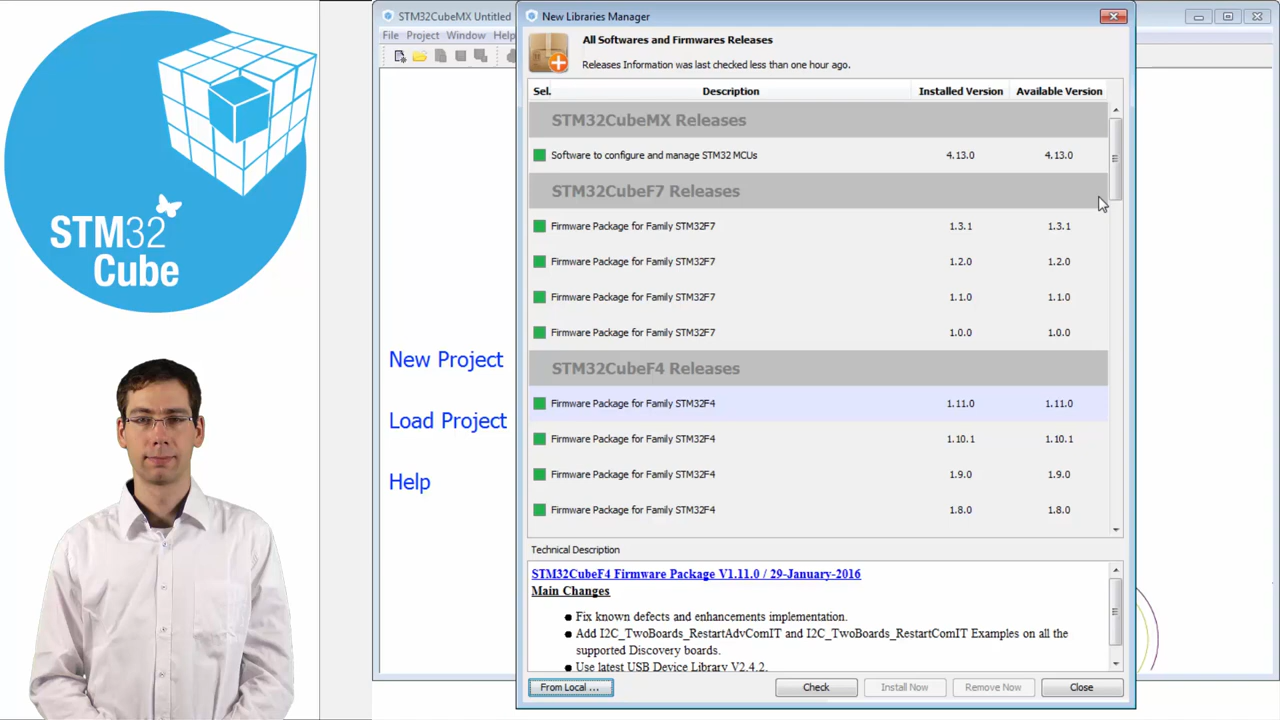 STM32
Cube
STM32CubeMX Untitled
File Project Window Help
New Project
Load Project
Help
New Libraries Manager
All Softwares and Firmwares Releases
Releases Information was last checked less than one hour ago.
Sel. Description Installed Version Available Version
STM32CubeMX Releases
Software to configure and manage STM32 MCUs 4.13.0 4.13.0
STM32CubeF7 Releases
Firmware Package for Family STM32F7 1.3.1 1.3.1
Firmware Package for Family STM32F7 1.2.0 1.2.0
Firmware Package for Family STM32F7 1.1.0 1.1.0
Firmware Package for Family STM32F7 1.0.0 1.0.0
STM32CubeF4 Releases
Firmware Package for Family STM32F4 1.11.0 1.11.0
Firmware Package for Family STM32F4 1.10.1 1.10.1
Firmware Package for Family STM32F4 1.9.0 1.9.0
Firmware Package for Family STM32F4 1.8.0 1.8.0
Technical Description
STM32CubeF4 Firmware Package V1.11.0 / 29-January-2016
Main Changes
● Fix known defects and enhancements implementation.
● Add I2C_TwoBoards_RestartAdvComIT and I2C_TwoBoards_RestartComIT Examples on all the
supported Discovery boards.
● Use latest USB Device Library V2.4.2.
From Local ... Check Install Now Remove Now Close